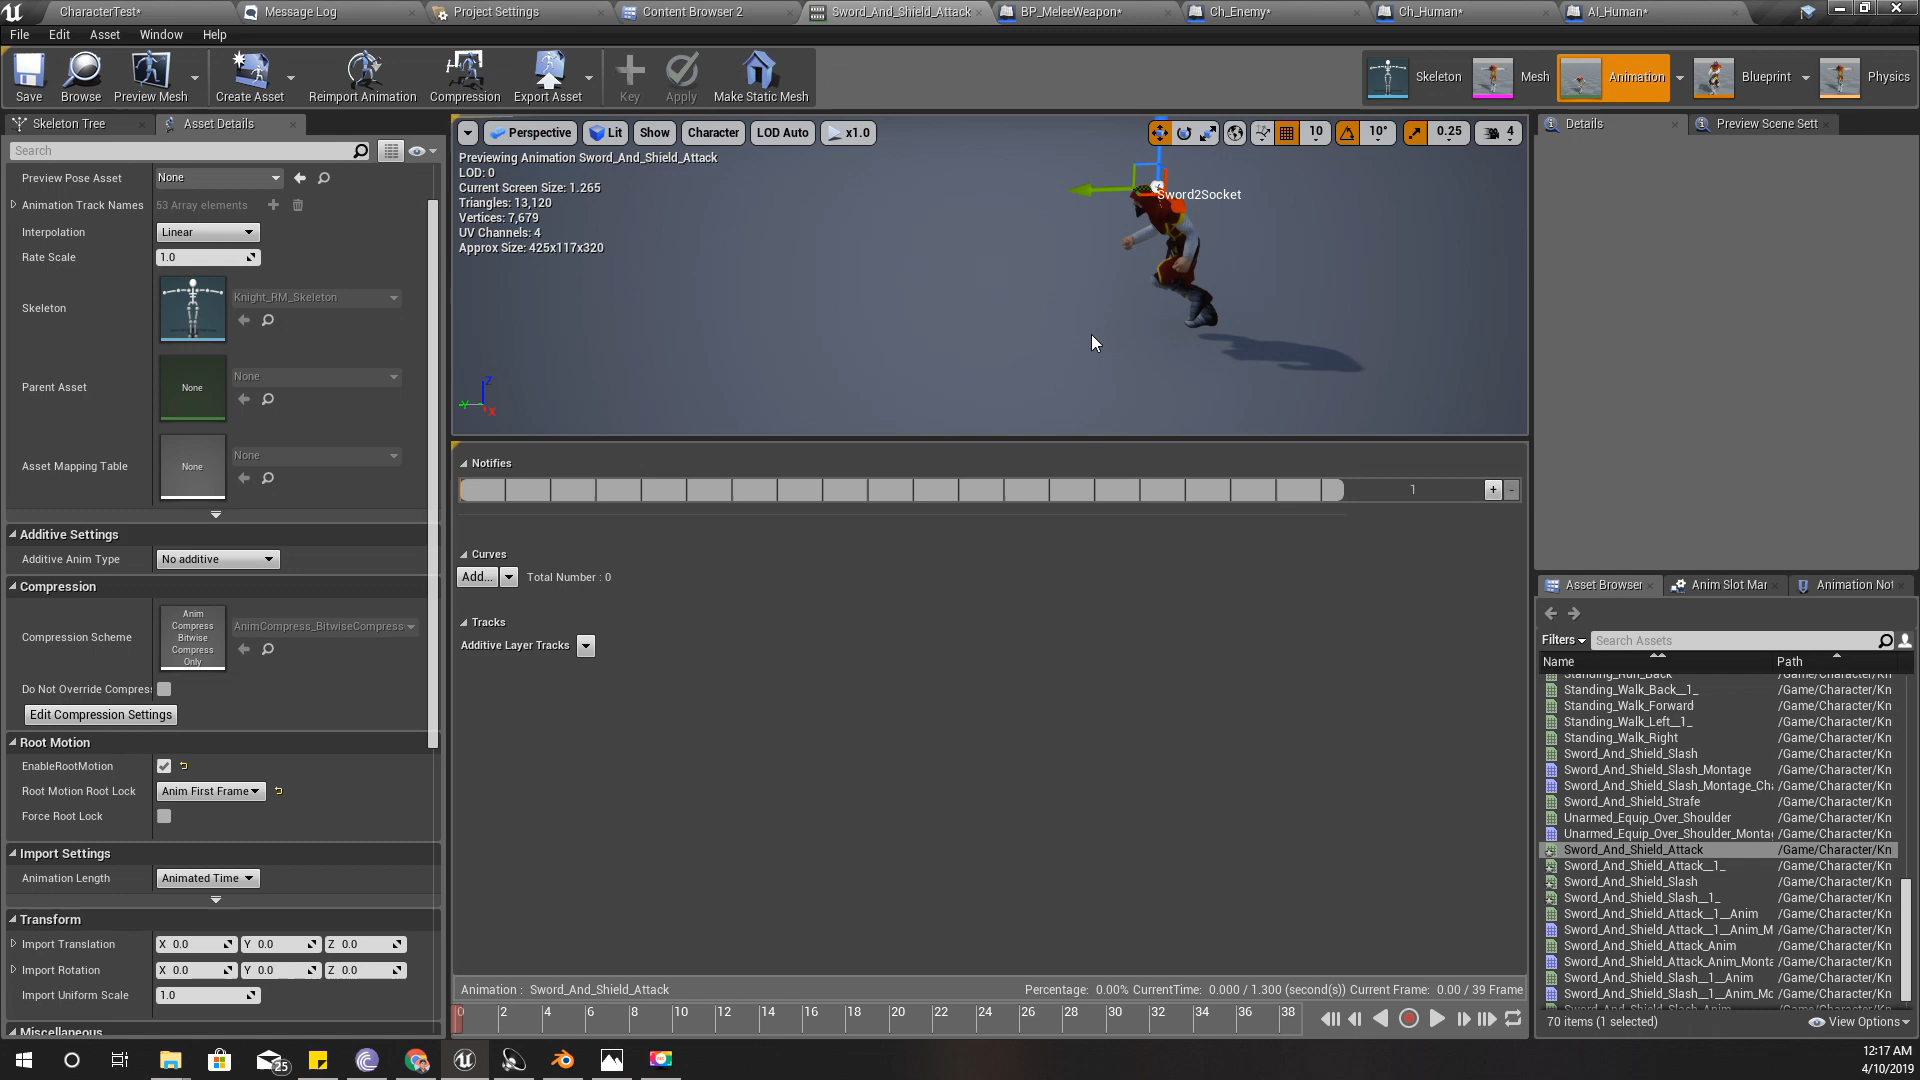 CharacterTest*
Message Log
Project Settings
Content Browser 2
Sword_And_Shield_Attack
BP_MeleeWeapon*
Ch_Enemy*
Ch_Human*
AI_Human*
File Edit Asset Window Help
Save
Browse
Preview Mesh
Create Asset
Reimport Animation
Compression
Export Asset
Key
Apply
Make Static Mesh
Skeleton
Mesh
Animation
Blueprint
Physics
Skeleton Tree
Asset Details
Search
Preview Pose Asset None
Animation Track Names 53 Array elements
Interpolation Linear
Rate Scale 1.0
Skeleton Knight_RM_Skeleton
Parent Asset None None
Asset Mapping Table None None
Additive Settings
Additive Anim Type No additive
Compression
Compression Scheme
Anim
Compress
Bitwise
Compress
Only
AnimCompress_BitwiseCompress
Do Not Override Compres
Edit Compression Settings
Root Motion
EnableRootMotion
Root Motion Root Lock Anim First Frame
Force Root Lock
Import Settings
Animation Length Animated Time
Transform
Import Translation X 0.0 Y 0.0 Z 0.0
Import Rotation X 0.0 Y 0.0 Z 0.0
Import Uniform Scale 1.0
Miscellaneous
Perspective Lit Show Character LOD Auto x1.0
10 10° 0.25 4
Previewing Animation Sword_And_Shield_Attack
LOD: 0
Current Screen Size: 1.265
Triangles: 13,120
Vertices: 7,679
UV Channels: 4
Approx Size: 425x117x320
Sword2Socket
Z
Y
X
Notifies
1 + -
Curves
Add... Total Number : 0
Tracks
Additive Layer Tracks
Animation : Sword_And_Shield_Attack
Percentage: 0.00% CurrentTime: 0.000 / 1.300 (second(s)) Current Frame: 0.00 / 39 Frame
0 2 4 6 8 10 12 14 16 18 20 22 24 26 28 30 32 34 36 38
Details
Preview Scene Sett
Asset Browser
Anim Slot Mar
Animation Not
Filters Search Assets
Name Path
Standing_Run_Back /Game/Character/Kn
Standing_Walk_Back__1_ /Game/Character/Kn
Standing_Walk_Forward /Game/Character/Kn
Standing_Walk_Left__1_ /Game/Character/Kn
Standing_Walk_Right /Game/Character/Kn
Sword_And_Shield_Slash /Game/Character/Kn
Sword_And_Shield_Slash_Montage /Game/Character/Kn
Sword_And_Shield_Slash_Montage_Cha /Game/Character/Kn
Sword_And_Shield_Strafe /Game/Character/Kn
Unarmed_Equip_Over_Shoulder /Game/Character/Kn
Unarmed_Equip_Over_Shoulder_Monta /Game/Character/Kn
Sword_And_Shield_Attack /Game/Character/Kn
Sword_And_Shield_Attack__1_ /Game/Character/Kn
Sword_And_Shield_Slash /Game/Character/Kn
Sword_And_Shield_Slash__1_ /Game/Character/Kn
Sword_And_Shield_Attack__1__Anim /Game/Character/Kn
Sword_And_Shield_Attack__1__Anim_M /Game/Character/Kn
Sword_And_Shield_Attack_Anim /Game/Character/Kn
Sword_And_Shield_Attack_Anim_Monta /Game/Character/Kn
Sword_And_Shield_Slash__1__Anim /Game/Character/Kn
Sword_And_Shield_Slash__1__Anim_Mo /Game/Character/Kn
70 items (1 selected)
View Options
25
12:17 AM
4/10/2019